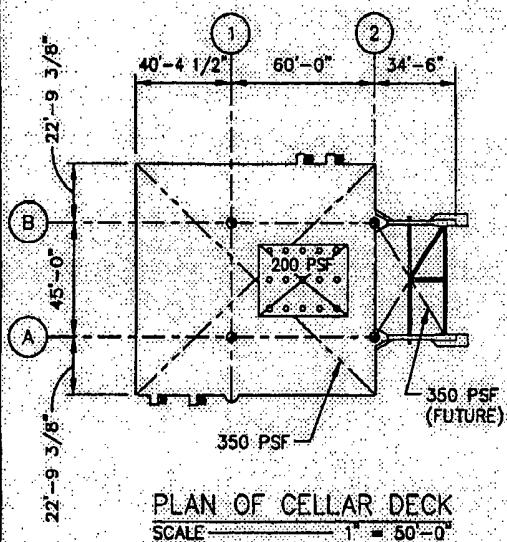 1
2
40'-4 1/2"
60'-0"
34'-6"
22'-9 3/8"
B
200 PSF
45'-0"
A
350 PSF
(FUTURE)
350 PSF
22'-9 3/8"
PLAN OF CELLAR DECK
SCALE 1" = 50'-0"